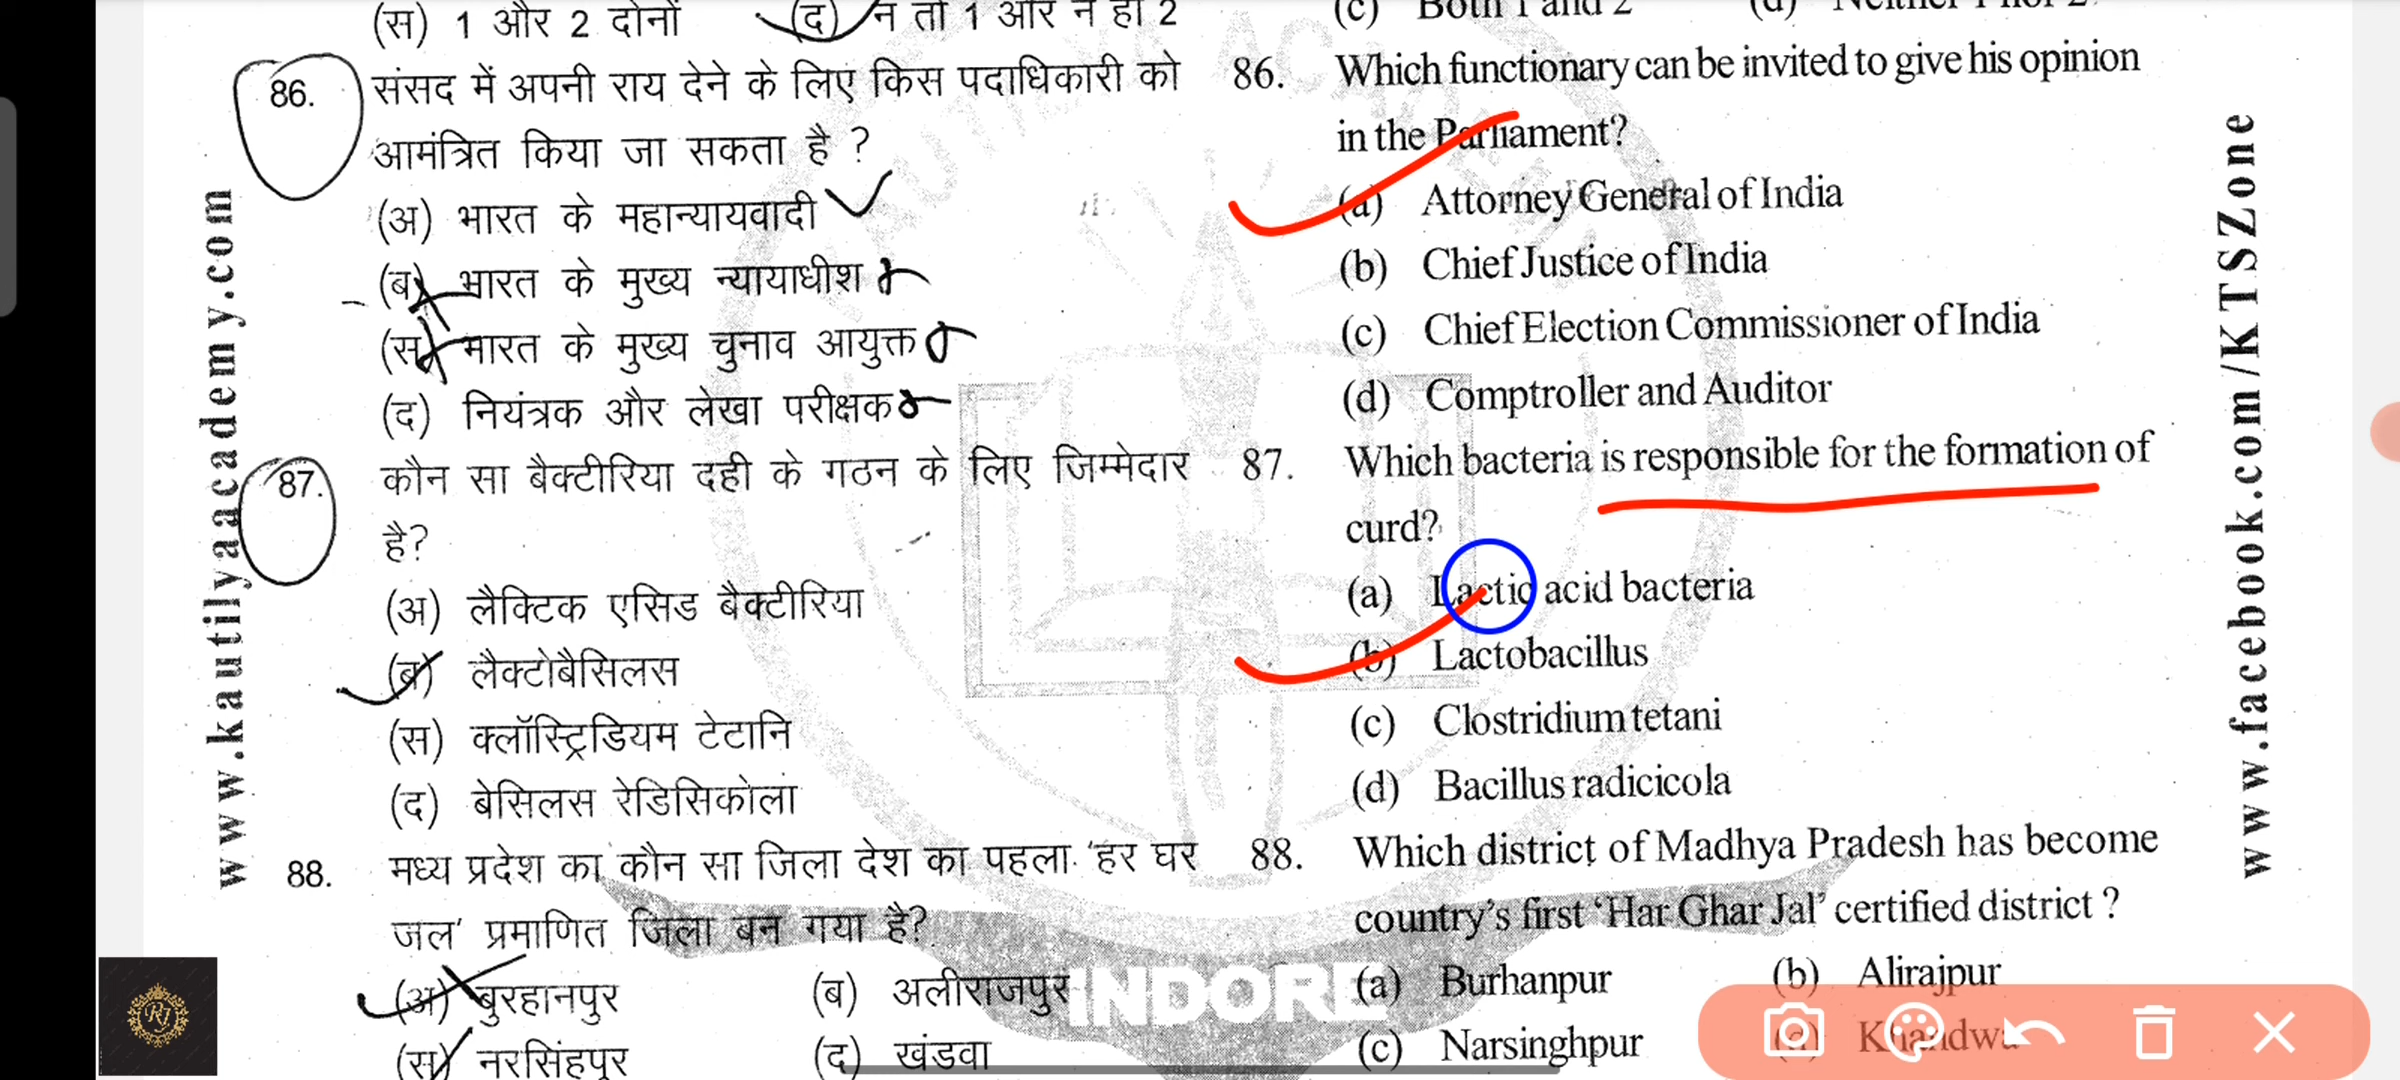 (स) 1 और 2 दोनों (द) न तो 1 और न ही 2
86. संसद में अपनी राय देने के लिए किस पदाधिकारी को
आमंत्रित किया जा सकता है ?
(अ) भारत के महान्यायवादी
(ब) भारत के मुख्य न्यायाधीश
(स) भारत के मुख्य चुनाव आयुक्त
(द) नियंत्रक और लेखा परीक्षक
87. कौन सा बैक्टीरिया दही के गठन के लिए जिम्मेदार
है?
(अ) लैक्टिक एसिड बैक्टीरिया
(ब) लैक्टोबैसिलस
(स) क्लॉस्ट्रिडियम टेटानि
(द) बेसिलस रेडिसिकोला
88. मध्य प्रदेश का कौन सा जिला देश का पहला 'हर घर
जल' प्रमाणित जिला बन गया है?
(अ) बुरहानपुर (ब) अलीराजपुर
(स) नरसिंहपुर (द) खंडवा
(c) Both 1 and 2 (d) Neither 1 nor 2
86. Which functionary can be invited to give his opinion
in the Parliament?
(a) Attorney General of India
(b) Chief Justice of India
(c) Chief Election Commissioner of India
(d) Comptroller and Auditor
87. Which bacteria is responsible for the formation of
curd?
(a) Lactic acid bacteria
(b) Lactobacillus
(c) Clostridium tetani
(d) Bacillus radicicola
88. Which district of Madhya Pradesh has become
country's first 'Har Ghar Jal' certified district ?
(a) Burhanpur (b) Alirajpur
(c) Narsinghpur (d) Khandwa
www.kautilyaacademy.com
www.facebook.com/KTSZone
INDORE
RJ